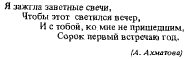 Я зажгла заветные свечи,
Чтобы этот светился вечер,
И с тобой, ко мне не пришедшим,
Сорок первый встречаю год.
(А. Ахматова)